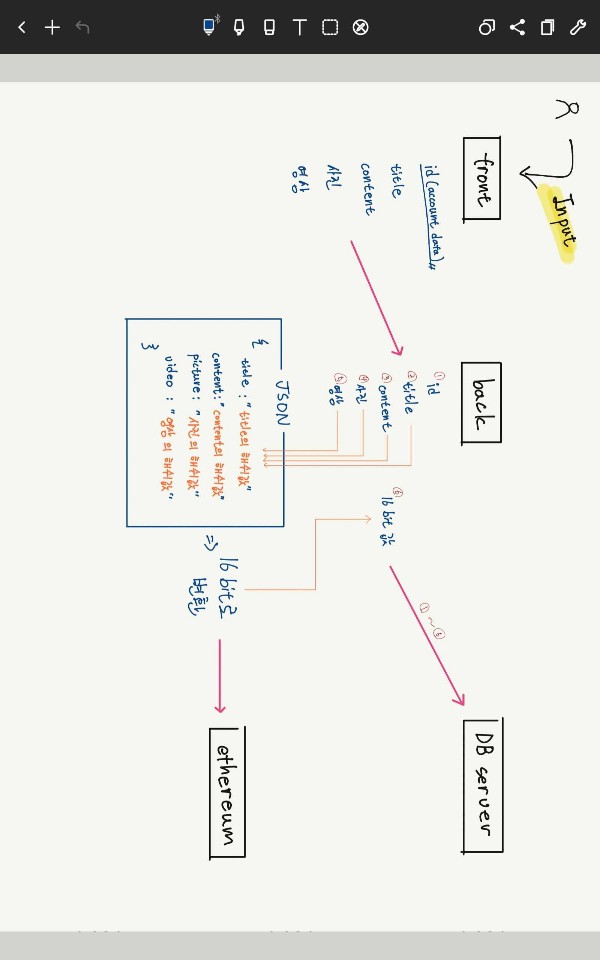 Input
front
back
DB server
id (account data)
title
content
사진
영상
① id
② title
③ content
④ 사진
⑤ 영상
⑥ 16 bit 값
① ~ ⑥
JSON
{
title : "title의 해쉬값"
content : "content의 해쉬값"
picture : "사진의 해쉬값"
video : "영상의 해쉬값"
}
⇒ 16 bit로
변환
ethereum